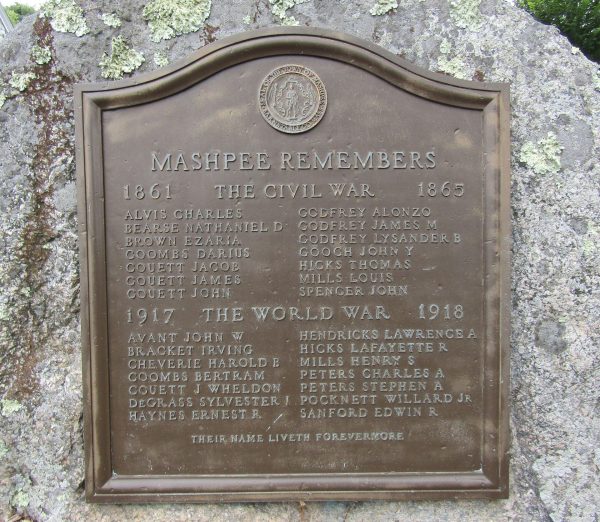 MASHPEE REMEMBERS
1861 THE CIVIL WAR 1865
ALVIS CHARLES
BEARSE NATHANIEL D
BROWN EZARIA
COOMBS DARIUS
COUETT JACOB
COUETT JAMES
COUETT JOHN
GODFREY ALONZO
GODFREY JAMES M
GODFREY LYSANDER B
GOOCH JOHN Y
HICKS THOMAS
MILLS LOUIS
SPENCER JOHN
1917 THE WORLD WAR 1918
AVANT JOHN W
BRACKET IRVING
CHEVERIE HAROLD B
COOMBS BERTRAM
COUETT J WHELDON
DEGRASS SYLVESTER J
HAYNES ERNEST R
HENDRICKS LAWRENCE A
HICKS LAFAYETTE R
MILLS HENRY S
PETERS CHARLES A
PETERS STEPHEN A
POCKNETT WILLARD JR
SANFORD EDWIN R
THEIR NAME LIVETH FOREVERMORE